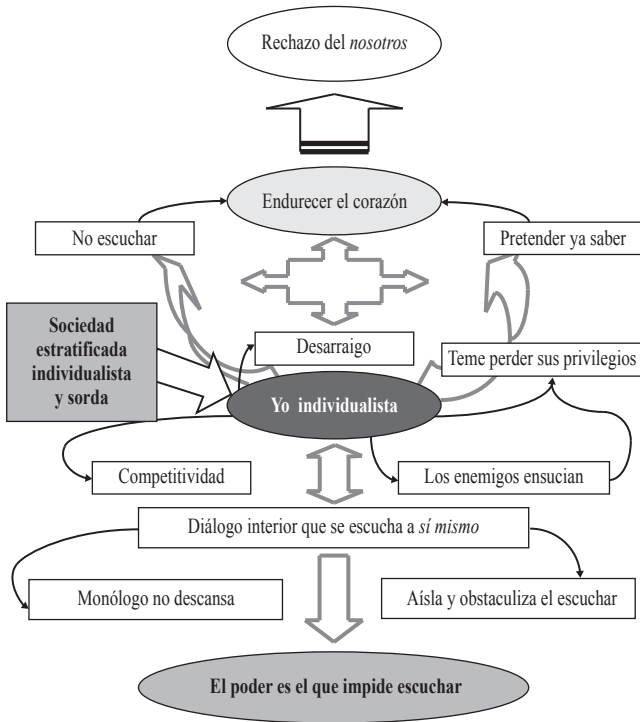 Rechazo del nosotros
Endurecer el corazón
No escuchar
Pretender ya saber
Sociedad
estratificada
individualista
y sorda
Desarraigo
Teme perder sus privilegios
Yo individualista
Competitividad
Los enemigos ensucian
Diálogo interior que se escucha a sí mismo
Monólogo no descansa
Aísla y obstaculiza el escuchar
El poder es el que impide escuchar